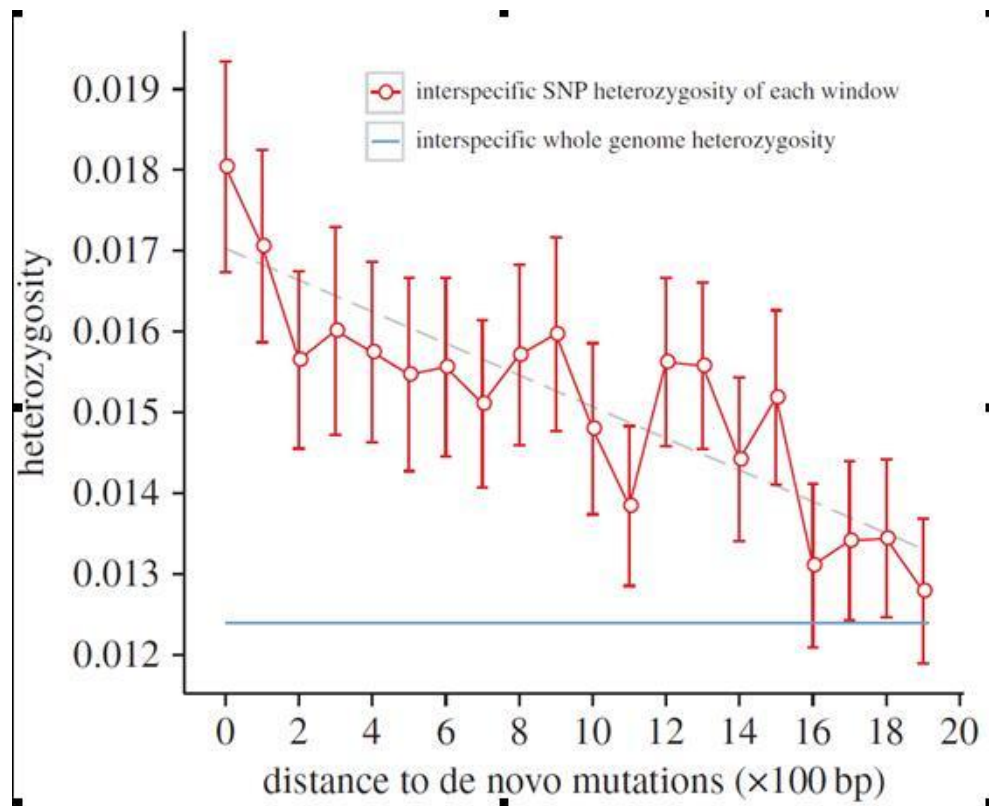 0.019
0.018
0.017
0.016
0.015
0.014
0.013
0.012
heterozygosity
interspecific SNP heterozygosity of each window
interspecific whole genome heterozygosity
0 2 4 6 8 10 12 14 16 18 20
distance to de novo mutations (×100 bp)